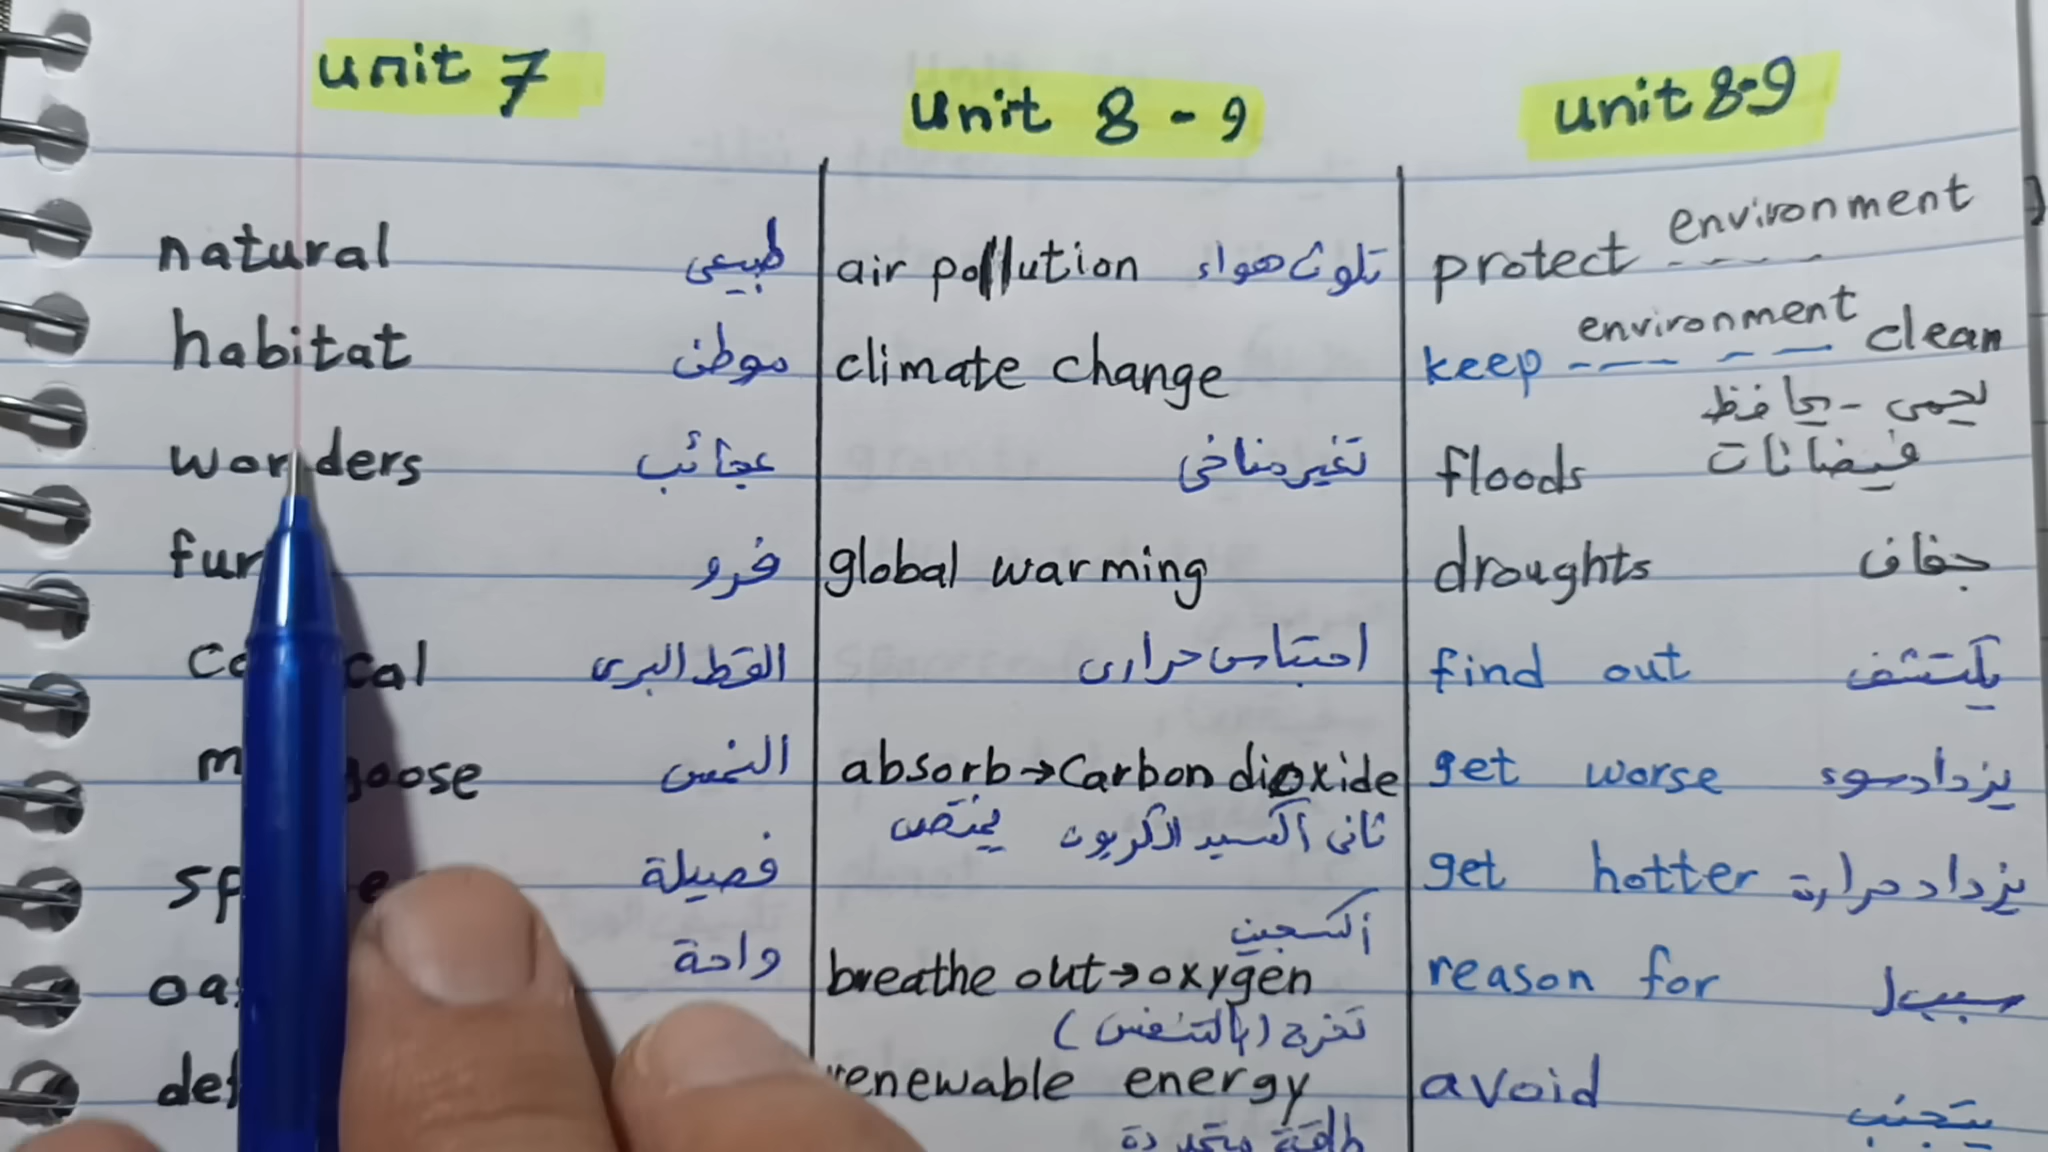 unit 7
natural طبيعى
habitat موطن
wonders عجائب
fur فرو
القط البرى
النمس
فصيلة
واحة
unit 8 - 9
air pollution تلوث هواء
climate change
تغير مناخى
global warming
احتباس حرارى
absorb → Carbon dioxide
يمتص ثانى أكسيد الكربون
أكسجين
breathe out → oxygen
تخرج (بالتنفس)
renewable energy
طاقة متجددة
unit 8-9
environment
protect - - - -
environment
keep - - - - - clean
يحمى - يحافظ
floods فيضانات
droughts جفاف
find out يكتشف
get worse يزداد سوء
get hotter يزداد حرارة
reason for سبب لـ
avoid يتجنب